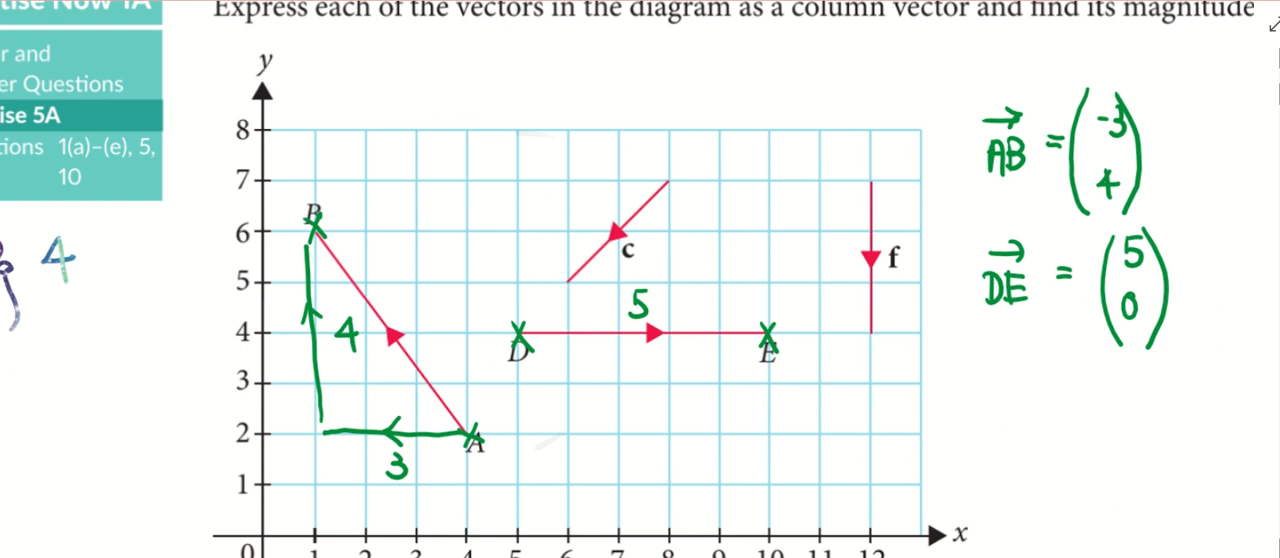 Express each of the vectors in the diagram as a column vector and find its magnitude
r and
er Questions
ise 5A
tions 1(a)–(e), 5,
10
4
y
8
7
6
5
4
3
2
1
0
1 2 3 4 5 6 7 8 9 10 11 12
x
B
A
4
3
c
5
D
E
f
AB = (-3
4)
DE = (5
0)